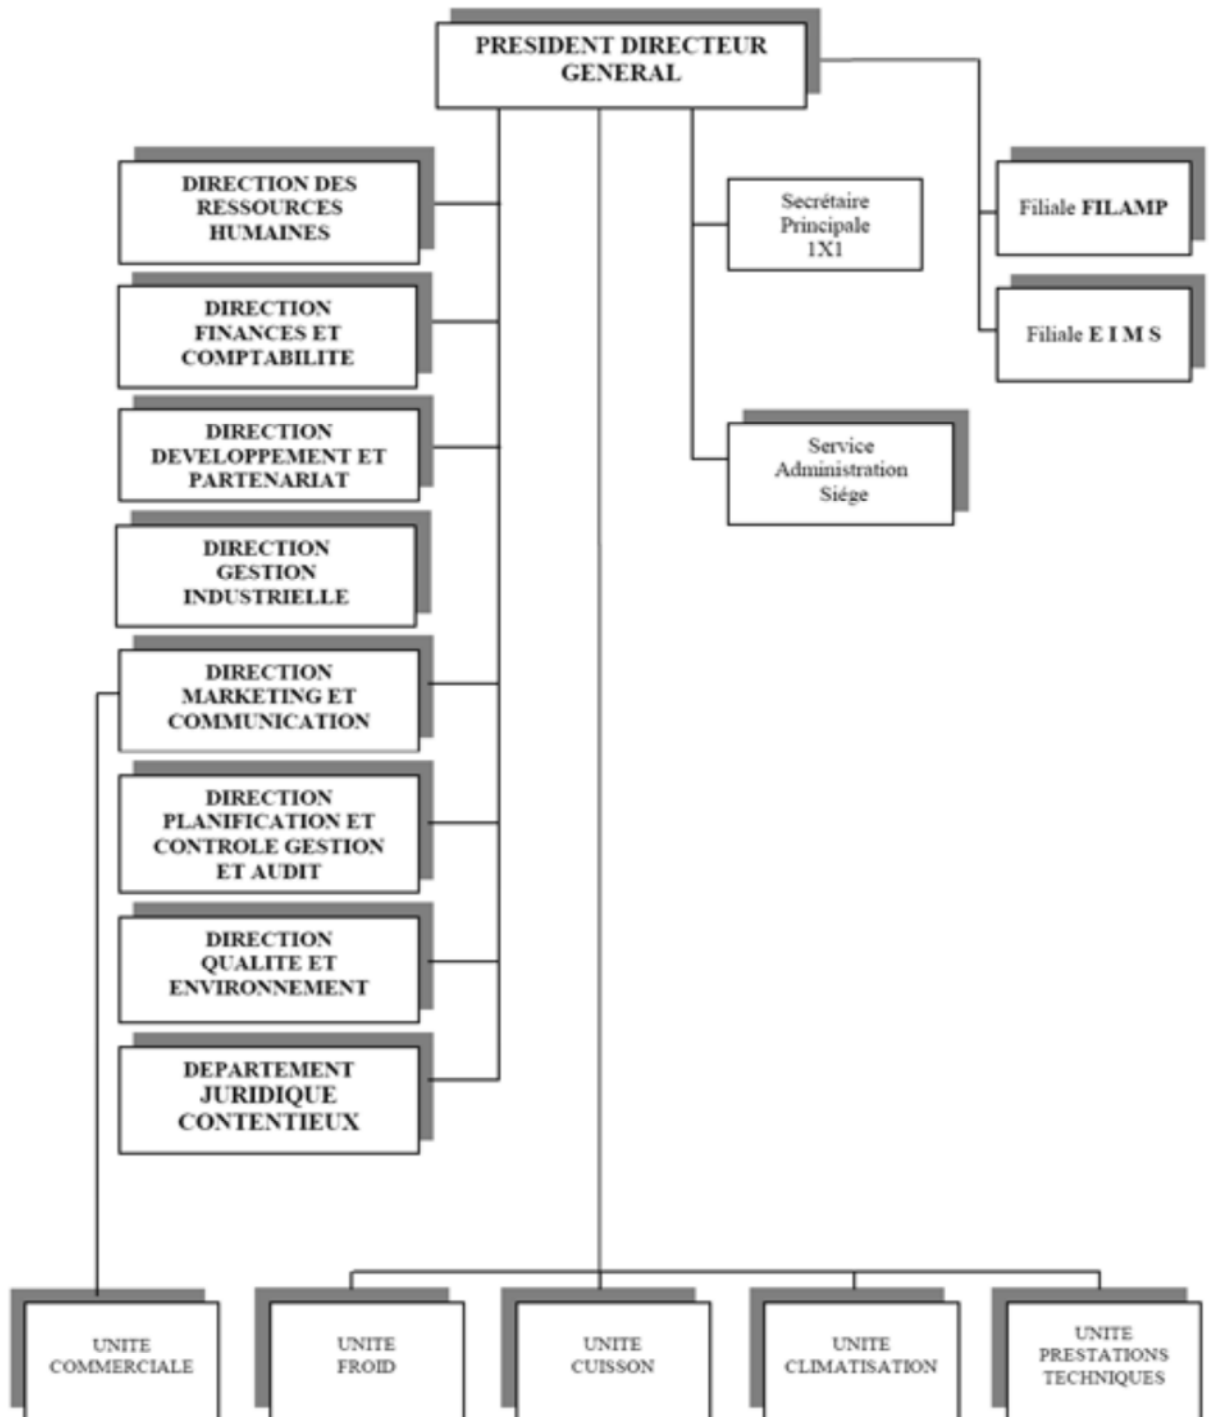 PRESIDENT DIRECTEUR
GENERAL
DIRECTION DES
RESSOURCES
HUMAINES
DIRECTION
FINANCES ET
COMPTABILITE
DIRECTION
DEVELOPPEMENT ET
PARTENARIAT
DIRECTION
GESTION
INDUSTRIELLE
DIRECTION
MARKETING ET
COMMUNICATION
DIRECTION
PLANIFICATION ET
CONTROLE GESTION
ET AUDIT
DIRECTION
QUALITE ET
ENVIRONNEMENT
DEPARTEMENT
JURIDIQUE
CONTENTIEUX
Secrétaire
Principale
1X1
Service
Administration
Siége
Filiale FILAMP
Filiale E I M S
UNITE
COMMERCIALE
UNITE
FROID
UNITE
CUISSON
UNITE
CLIMATISATION
UNITE
PRESTATIONS
TECHNIQUES